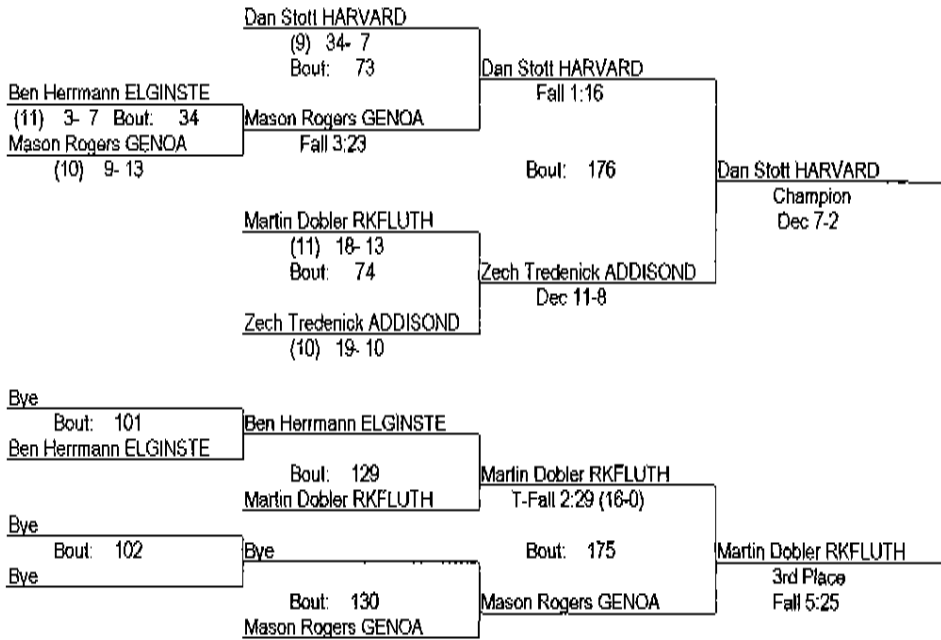 Dan Stott HARVARD
(9) 34- 7
Bout: 73
Dan Stott HARVARD
Fall 1:16
Ben Herrmann ELGINSTE
(11) 3- 7 Bout: 34
Mason Rogers GENOA
Fall 3:23
Mason Rogers GENOA
(10) 9- 13
Bout: 176
Dan Stott HARVARD
Champion
Dec 7-2
Martin Dobler RKFLUTH
(11) 18- 13
Bout: 74
Zech Tredenick ADDISOND
Dec 11-8
Zech Tredenick ADDISOND
(10) 19- 10
Bye
Bout: 101
Ben Herrmann ELGINSTE
Ben Herrmann ELGINSTE
Bout: 129
Martin Dobler RKFLUTH
T-Fall 2:29 (16-0)
Martin Dobler RKFLUTH
Bye
Bout: 102
Bye
Bye
Bout: 175
Martin Dobler RKFLUTH
3rd Place
Fall 5:25
Bout: 130
Mason Rogers GENOA
Mason Rogers GENOA